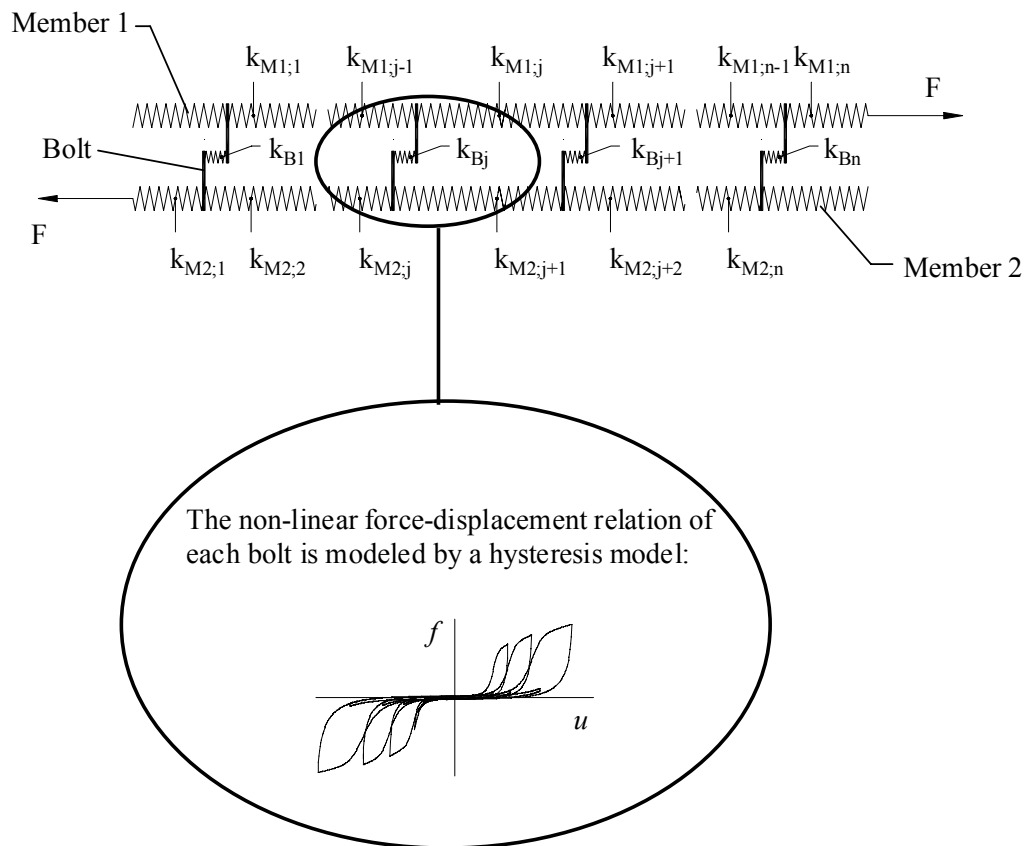 Member 1
k_{M1;1} k_{M1;j-1} k_{M1;j} k_{M1;j+1} k_{M1;n-1} k_{M1;n}
F
Bolt
k_{B1} k_{Bj} k_{Bj+1} k_{Bn}
F
k_{M2;1} k_{M2;2} k_{M2;j} k_{M2;j+1} k_{M2;j+2} k_{M2;n}
Member 2
The non-linear force-displacement relation of
each bolt is modeled by a hysteresis model:
f
u